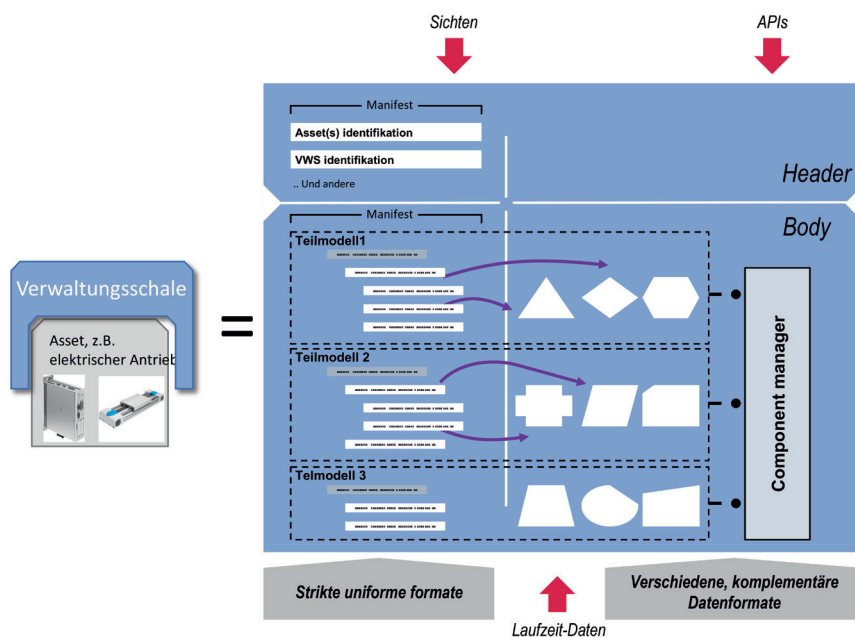 Sichten
APIs
Manifest
Asset(s) identifikation
VWS identifikation
.. Und andere
Header
Manifest
Body
Teilmodell1
Verwaltungsschale
Asset, z.B.
elektrischer Antrieb
=
Teilmodell 2
Component manager
Telmodell 3
Strikte uniforme formate
Verschiedene, komplementäre
Datenformate
Laufzeit-Daten